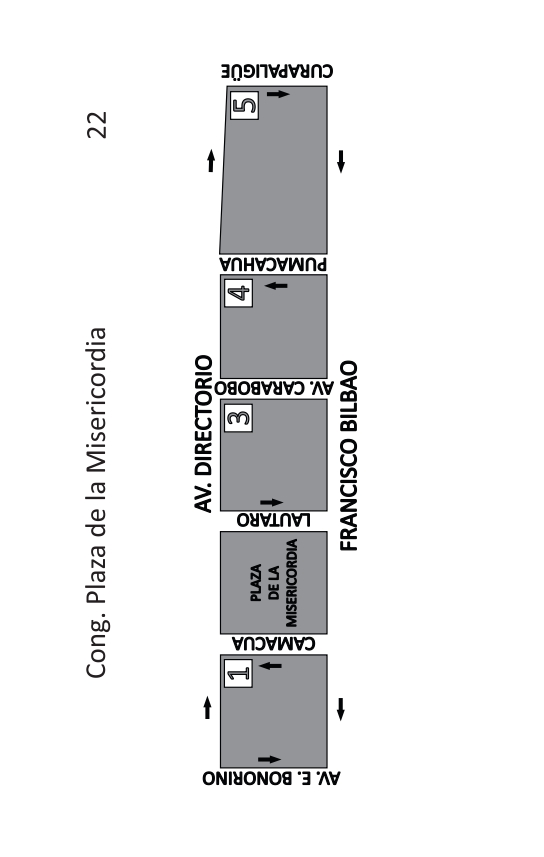 Cong. Plaza de la Misericordia 22
AV. DIRECTORIO
AV. E. BONORINO
1
CAMACUA
PLAZA
DE LA
MISERICORDIA
LAUTARO
3
AV. CARABOBO
4
PUMACAHUA
5
CURAPALIGÜE
FRANCISCO BILBAO